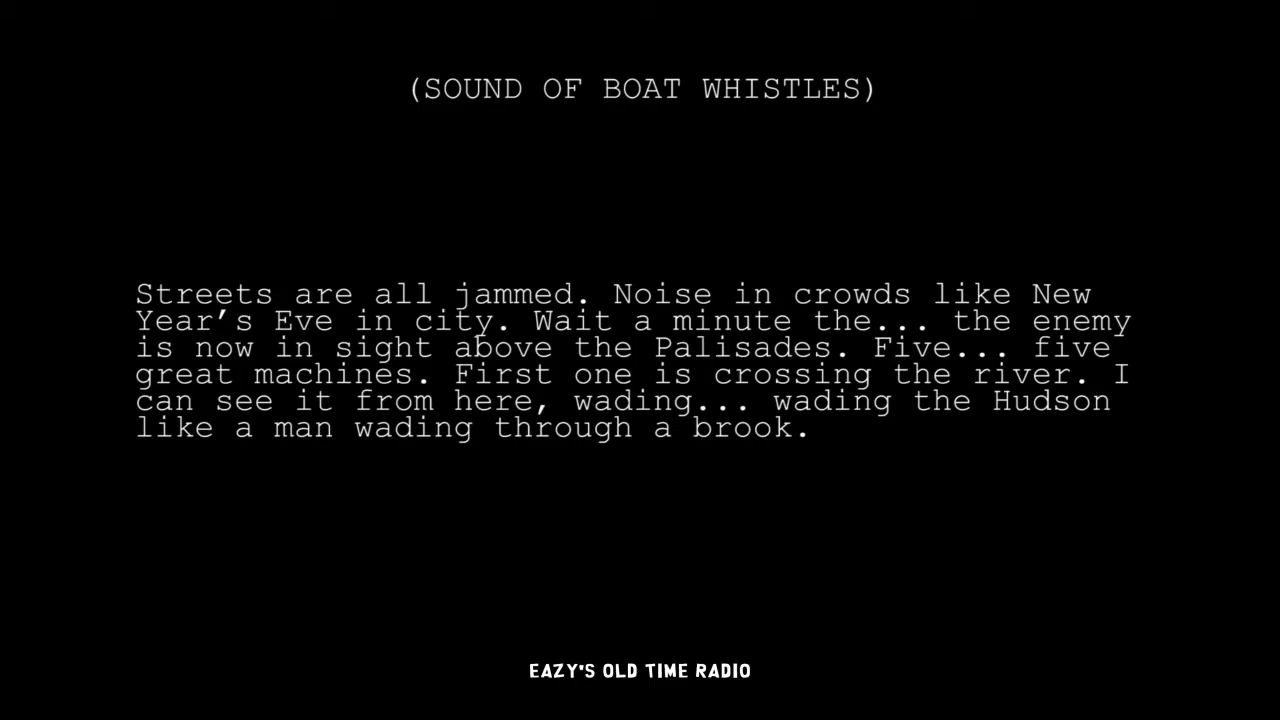 (SOUND OF BOAT WHISTLES)
Streets are all jammed. Noise in crowds like New
Year’s Eve in city. Wait a minute the... the enemy
is now in sight above the Palisades. Five... five
great machines. First one is crossing the river. I
can see it from here, wading... wading the Hudson
like a man wading through a brook.
EAZY'S OLD TIME RADIO